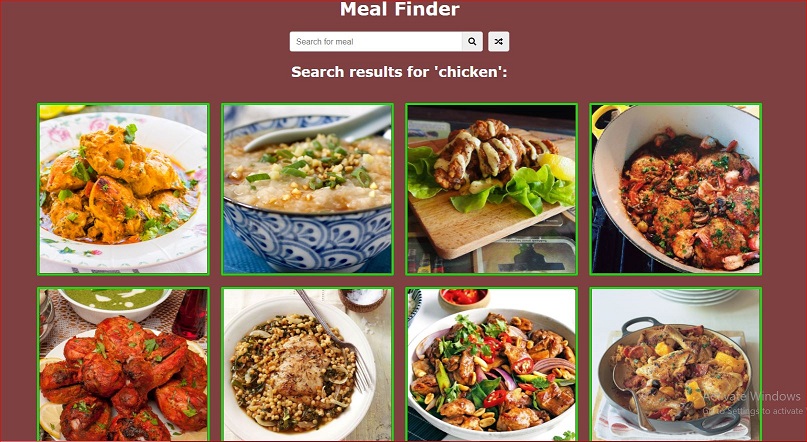 Meal Finder
Search for meal
Search results for 'chicken':
Activate Windows
Go to Settings to activate